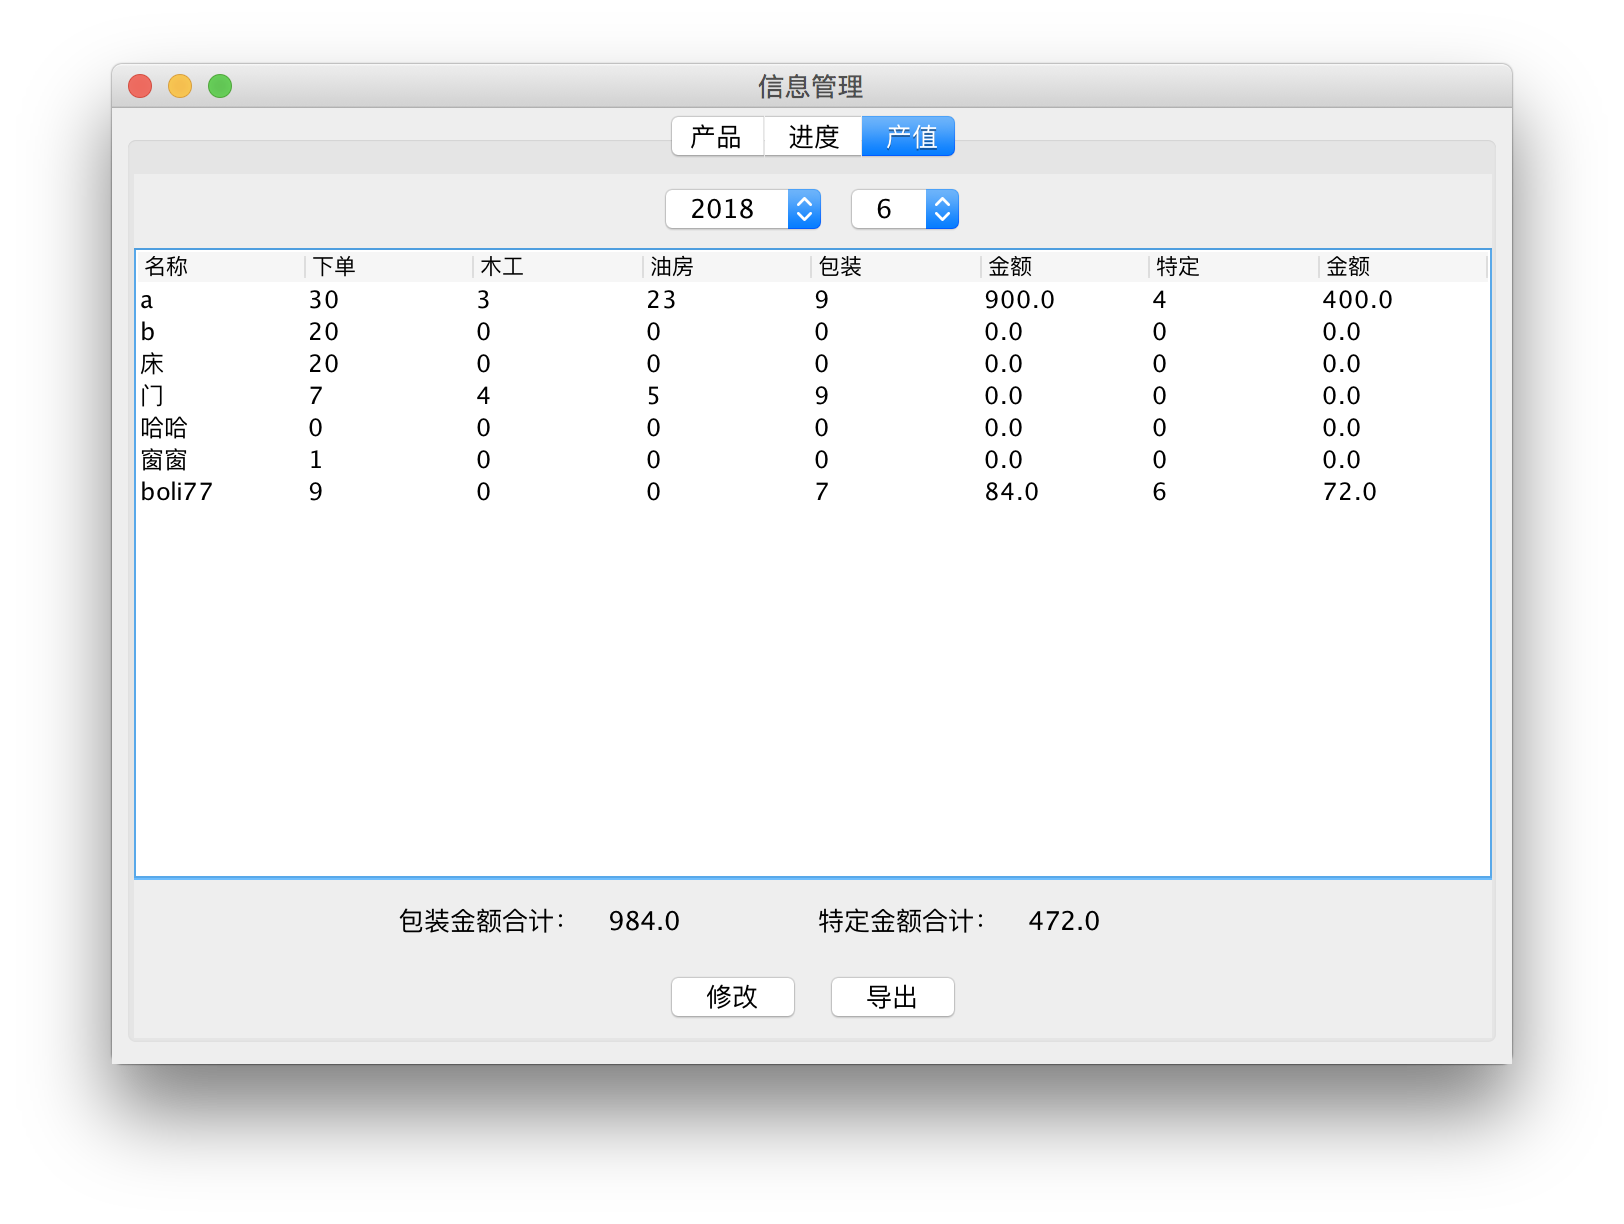 信息管理
产品 进度 产值
2018 6
名称 下单 木工 油房 包装 金额 特定 金额
a 30 3 23 9 900.0 4 400.0
b 20 0 0 0 0.0 0 0.0
床 20 0 0 0 0.0 0 0.0
门 7 4 5 9 0.0 0 0.0
哈哈 0 0 0 0 0.0 0 0.0
窗窗 1 0 0 0 0.0 0 0.0
boli77 9 0 0 7 84.0 6 72.0
包装金额合计： 984.0 特定金额合计： 472.0
修改 导出